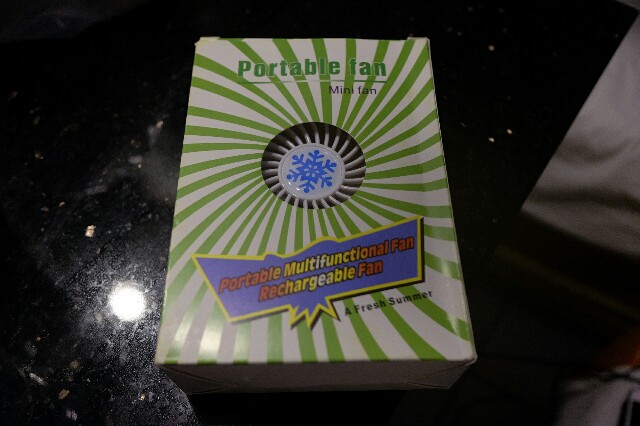 Portable fan
Mini fan
Portable Multifunctional Fan
Rechargeable Fan
A Fresh Summer